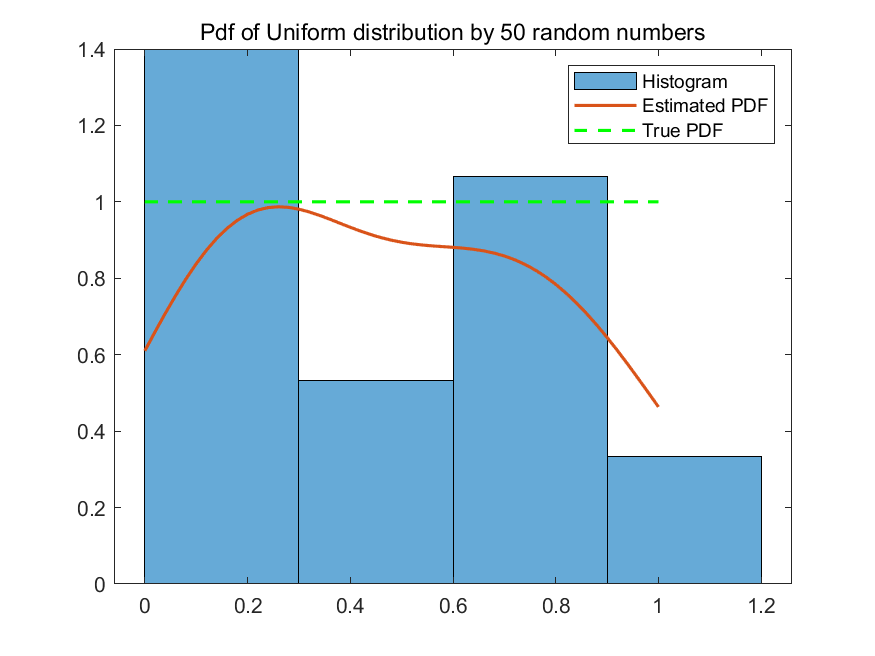 Pdf of Uniform distribution by 50 random numbers
1.4
1.2
1
0.8
0.6
0.4
0.2
0
Histogram
Estimated PDF
True PDF
0 0.2 0.4 0.6 0.8 1 1.2